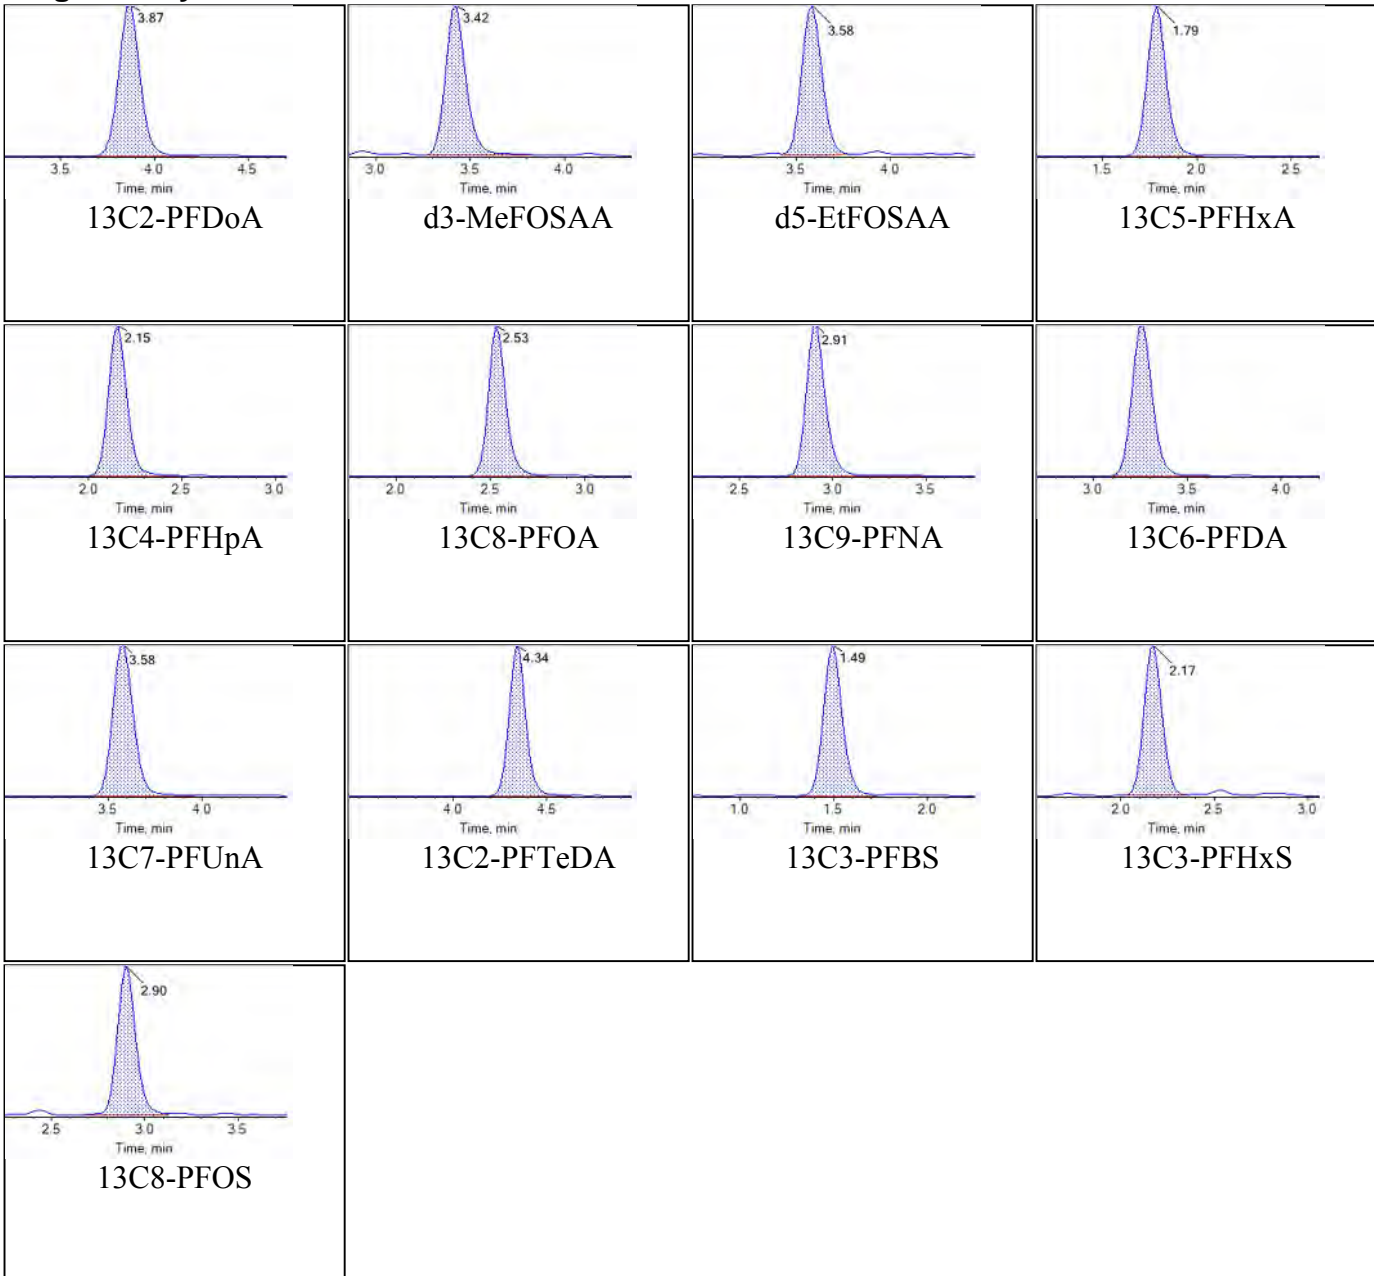 3.87
3.5 4.0 4.5
Time, min
13C2-PFDoA
3.42
3.0 3.5 4.0
Time, min
d3-MeFOSAA
3.58
3.5 4.0
Time, min
d5-EtFOSAA
1.79
1.5 2.0 2.5
Time, min
13C5-PFHxA
2.15
2.0 2.5 3.0
Time, min
13C4-PFHpA
2.53
2.0 2.5 3.0
Time, min
13C8-PFOA
2.91
2.5 3.0 3.5
Time, min
13C9-PFNA
3.0 3.5 4.0
Time, min
13C6-PFDA
3.58
3.5 4.0
Time, min
13C7-PFUnA
4.34
4.0 4.5
Time, min
13C2-PFTeDA
1.49
1.0 1.5 2.0
Time, min
13C3-PFBS
2.17
2.0 2.5 3.0
Time, min
13C3-PFHxS
2.90
2.5 3.0 3.5
Time, min
13C8-PFOS